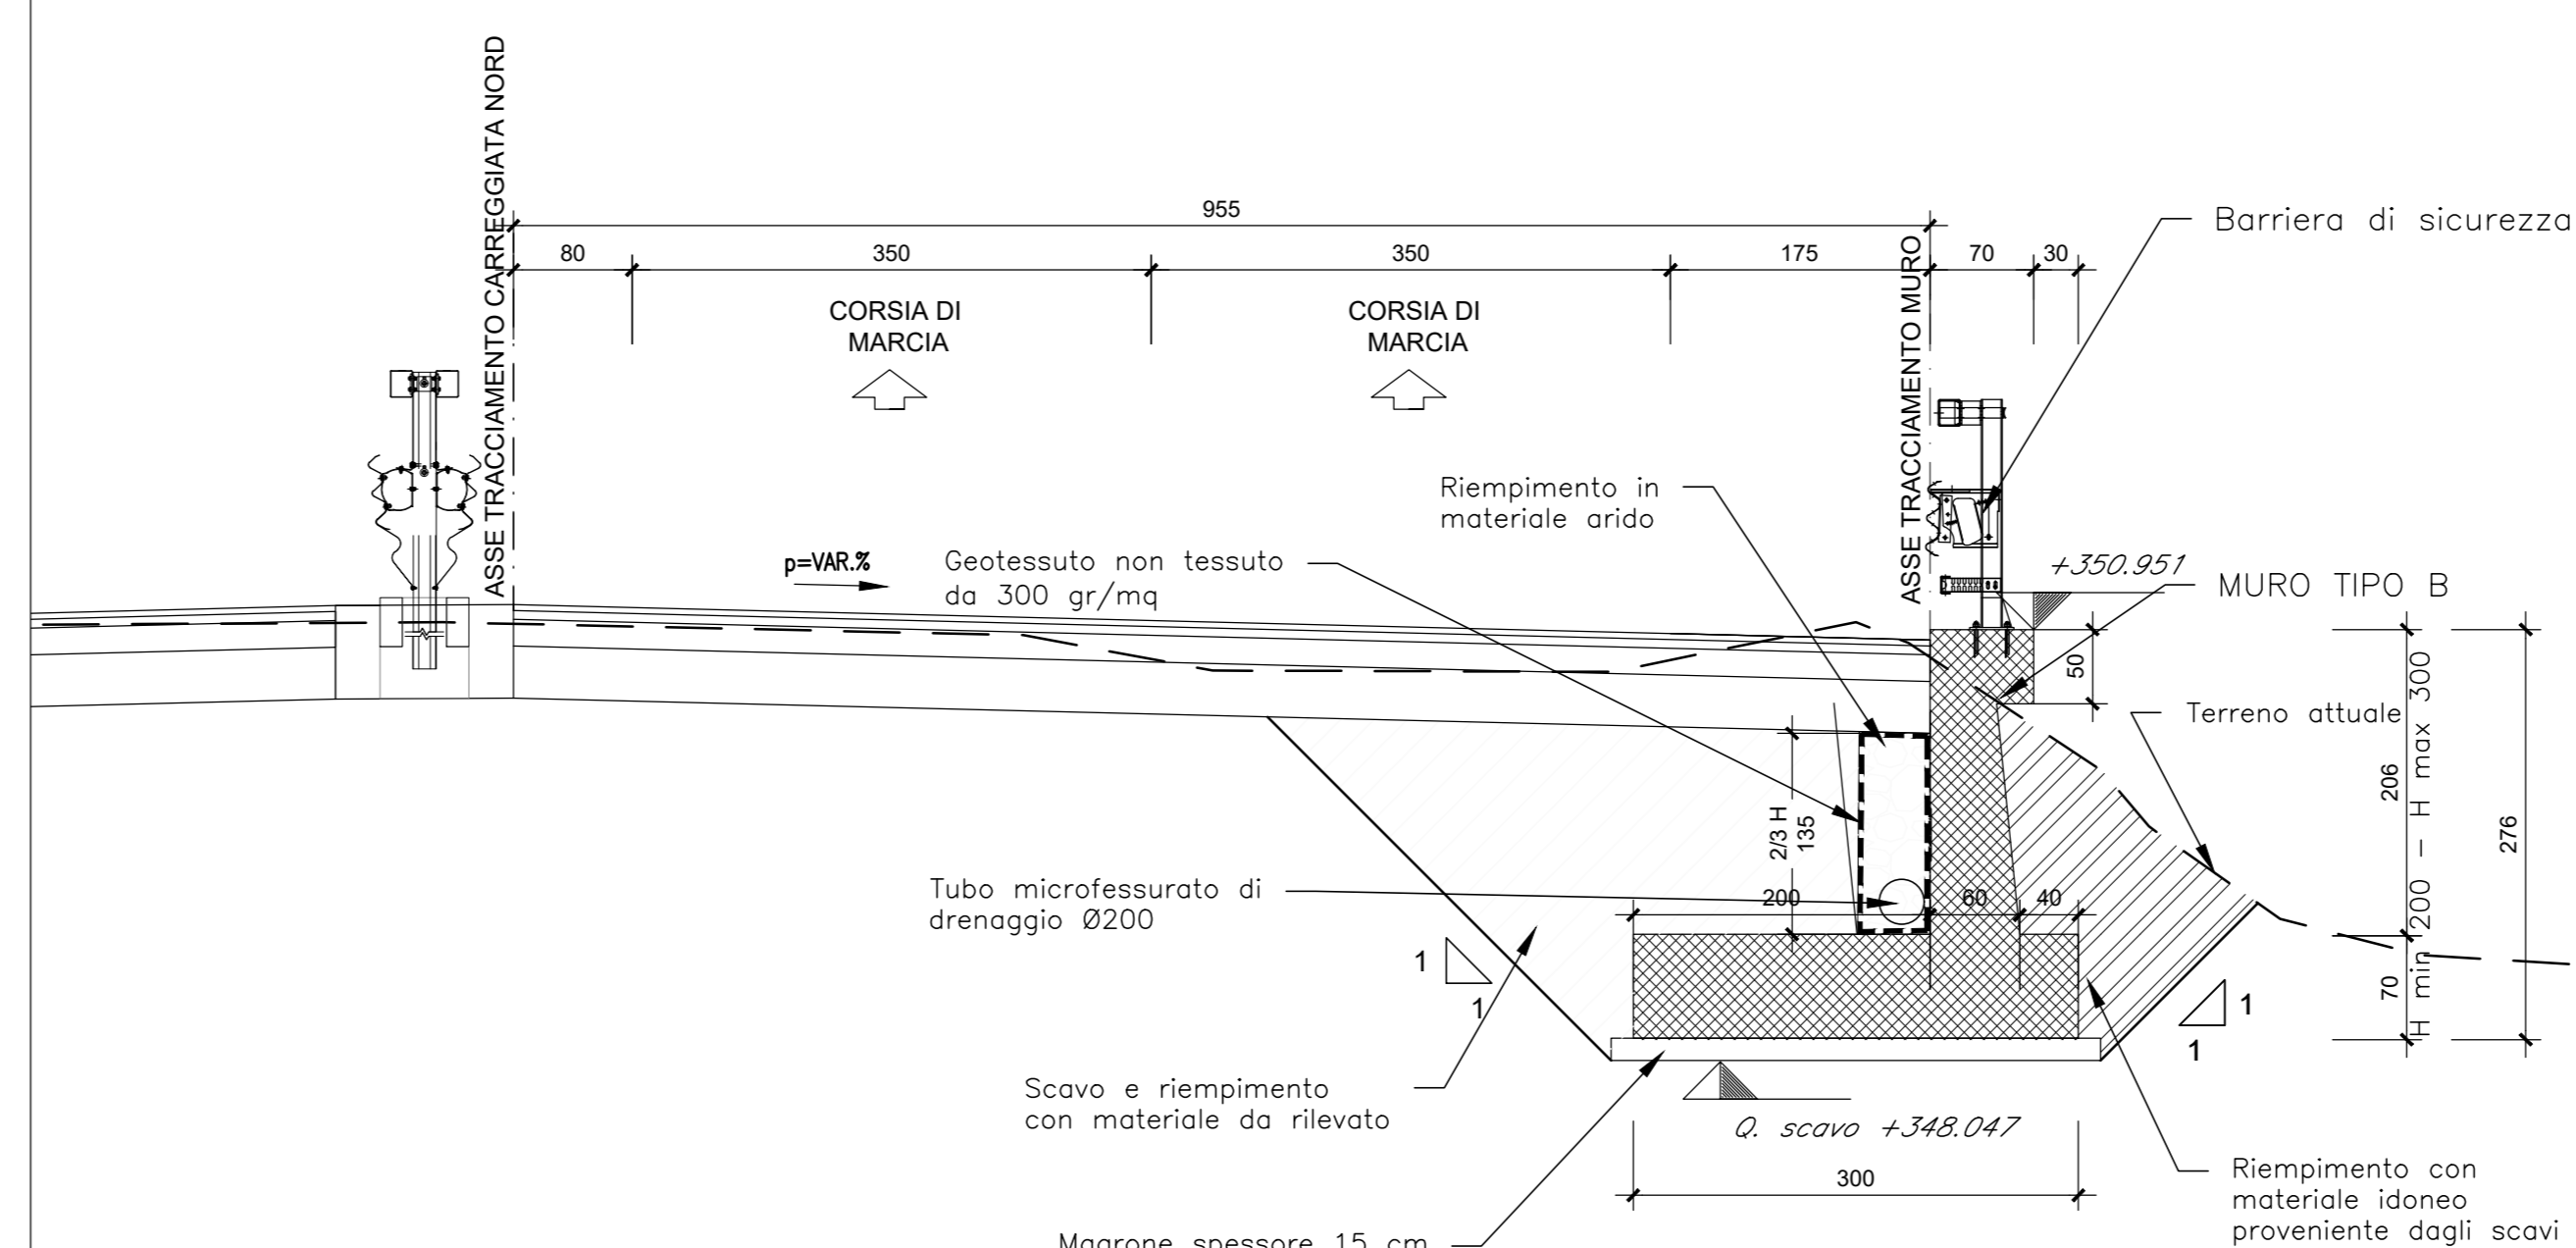 ASSE TRACCIAMENTO CARREGGIATA NORD
955
80
350
350
175
70
30
CORSIA DI
MARCIA
CORSIA DI
MARCIA
ASSE TRACCIAMENTO MURO
Barriera di sicurezza
Riempimento in
materiale arido
p=VAR.%
Geotessuto non tessuto
da 300 gr/mq
+350.951
MURO TIPO B
50
Terreno attuale
2/3 H
135
206
H min 200 - H max 300
276
Tubo microfessurato di
drenaggio Ø200
200
60
40
1
1
70
1
1
Scavo e riempimento
con materiale da rilevato
Q. scavo +348.047
300
Riempimento con
materiale idoneo
proveniente dagli scavi
Magrone spessore 15 cm